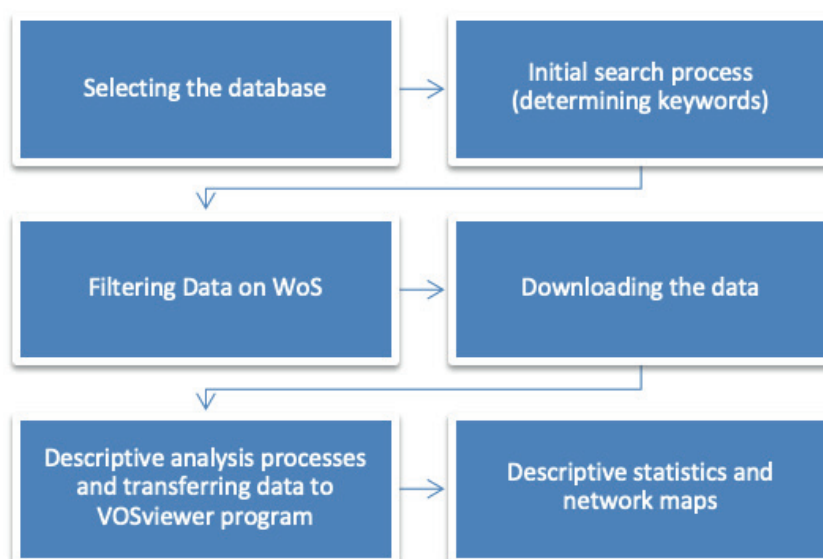 Selecting the database
Initial search process
(determining keywords)
Filtering Data on WoS
Downloading the data
Descriptive analysis processes
and transferring data to
VOSviewer program
Descriptive statistics and
network maps